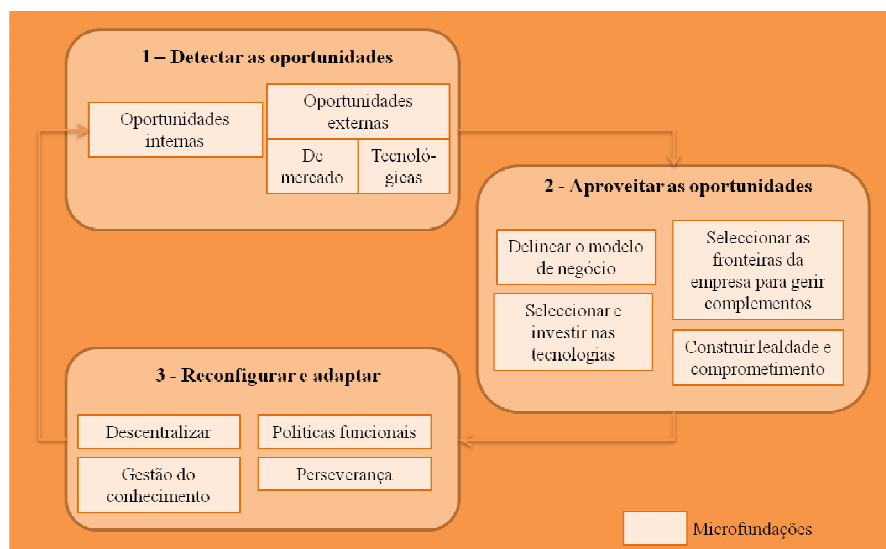 1 – Detectar as oportunidades
Oportunidades
internas
Oportunidades
externas
De
mercado
Tecnoló-
gicas
2 - Aproveitar as oportunidades
Delinear o modelo
de negócio
Seleccionar as
fronteiras da
empresa para gerir
complementos
Seleccionar e
investir nas
tecnologias
Construir lealdade e
comprometimento
3 - Reconfigurar e adaptar
Descentralizar
Políticas funcionais
Gestão do
conhecimento
Perseverança
Microfundações